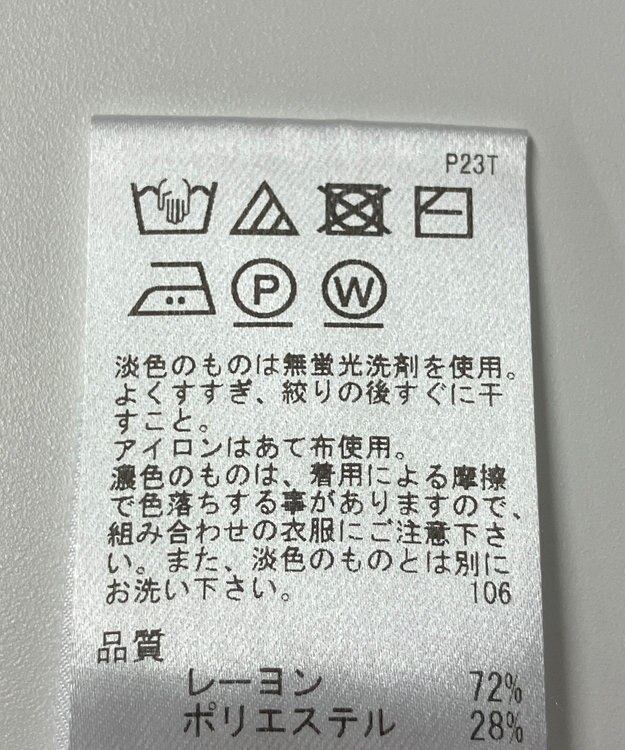 P23T
P W
淡色のものは無蛍光洗剤を使用。
よくすすぎ、絞りの後すぐに干
すこと。
アイロンはあて布使用。
濃色のものは、着用による摩擦
で色落ちする事がありますので、
組み合わせの衣服にご注意下さ
い。また、淡色のものとは別に
お洗い下さい。 106
品質
レーヨン 72%
ポリエステル 28%